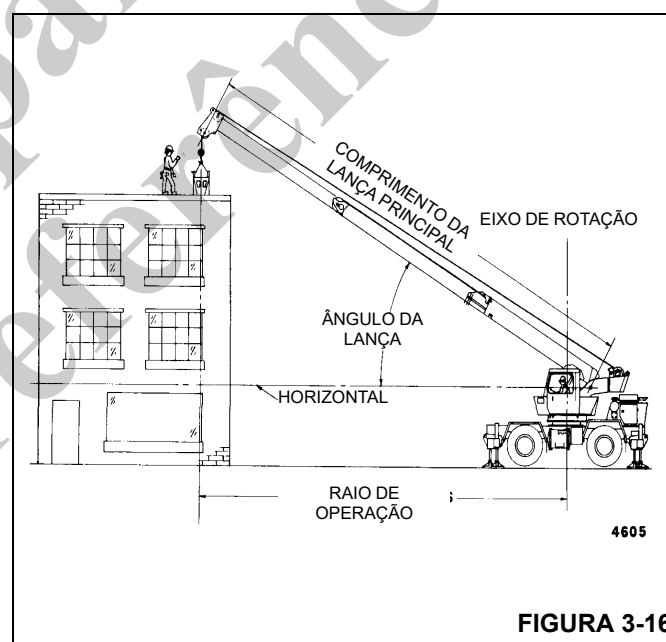 COMPRIMENTO DA
LANÇA PRINCIPAL
EIXO DE ROTAÇÃO
ÂNGULO DA
LANÇA
HORIZONTAL
RAIO DE
OPERAÇÃO
4605
FIGURA 3-16